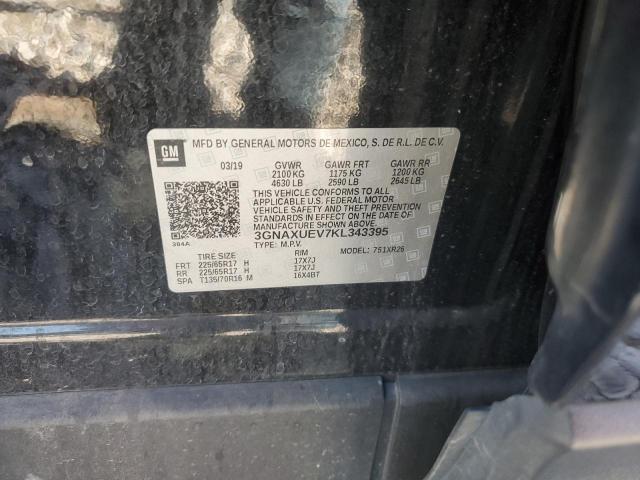 GM
MFD BY GENERAL MOTORS DE MEXICO, S. DE R.L. DE C.V.
03/19 GVWR GAWR FRT GAWR RR
2100 KG 1175 KG 1200 KG
4630 LB 2590 LB 2645 LB
THIS VEHICLE CONFORMS TO ALL
APPLICABLE U.S. FEDERAL MOTOR
VEHICLE SAFETY, BUMPER, AND THEFT
PREVENTION STANDARDS IN EFFECT ON
THE DATE OF MANUFACTURE SHOWN
ABOVE.
384A 3GNAXUEV7KL343395
TYPE: M.P.V. MODEL: 751XR26
TIRE SIZE RIM
FRT 225/65R17 H 17X7J
RR 225/65R17 H 17X7J
SPA T135/70R16 M 16X4B7